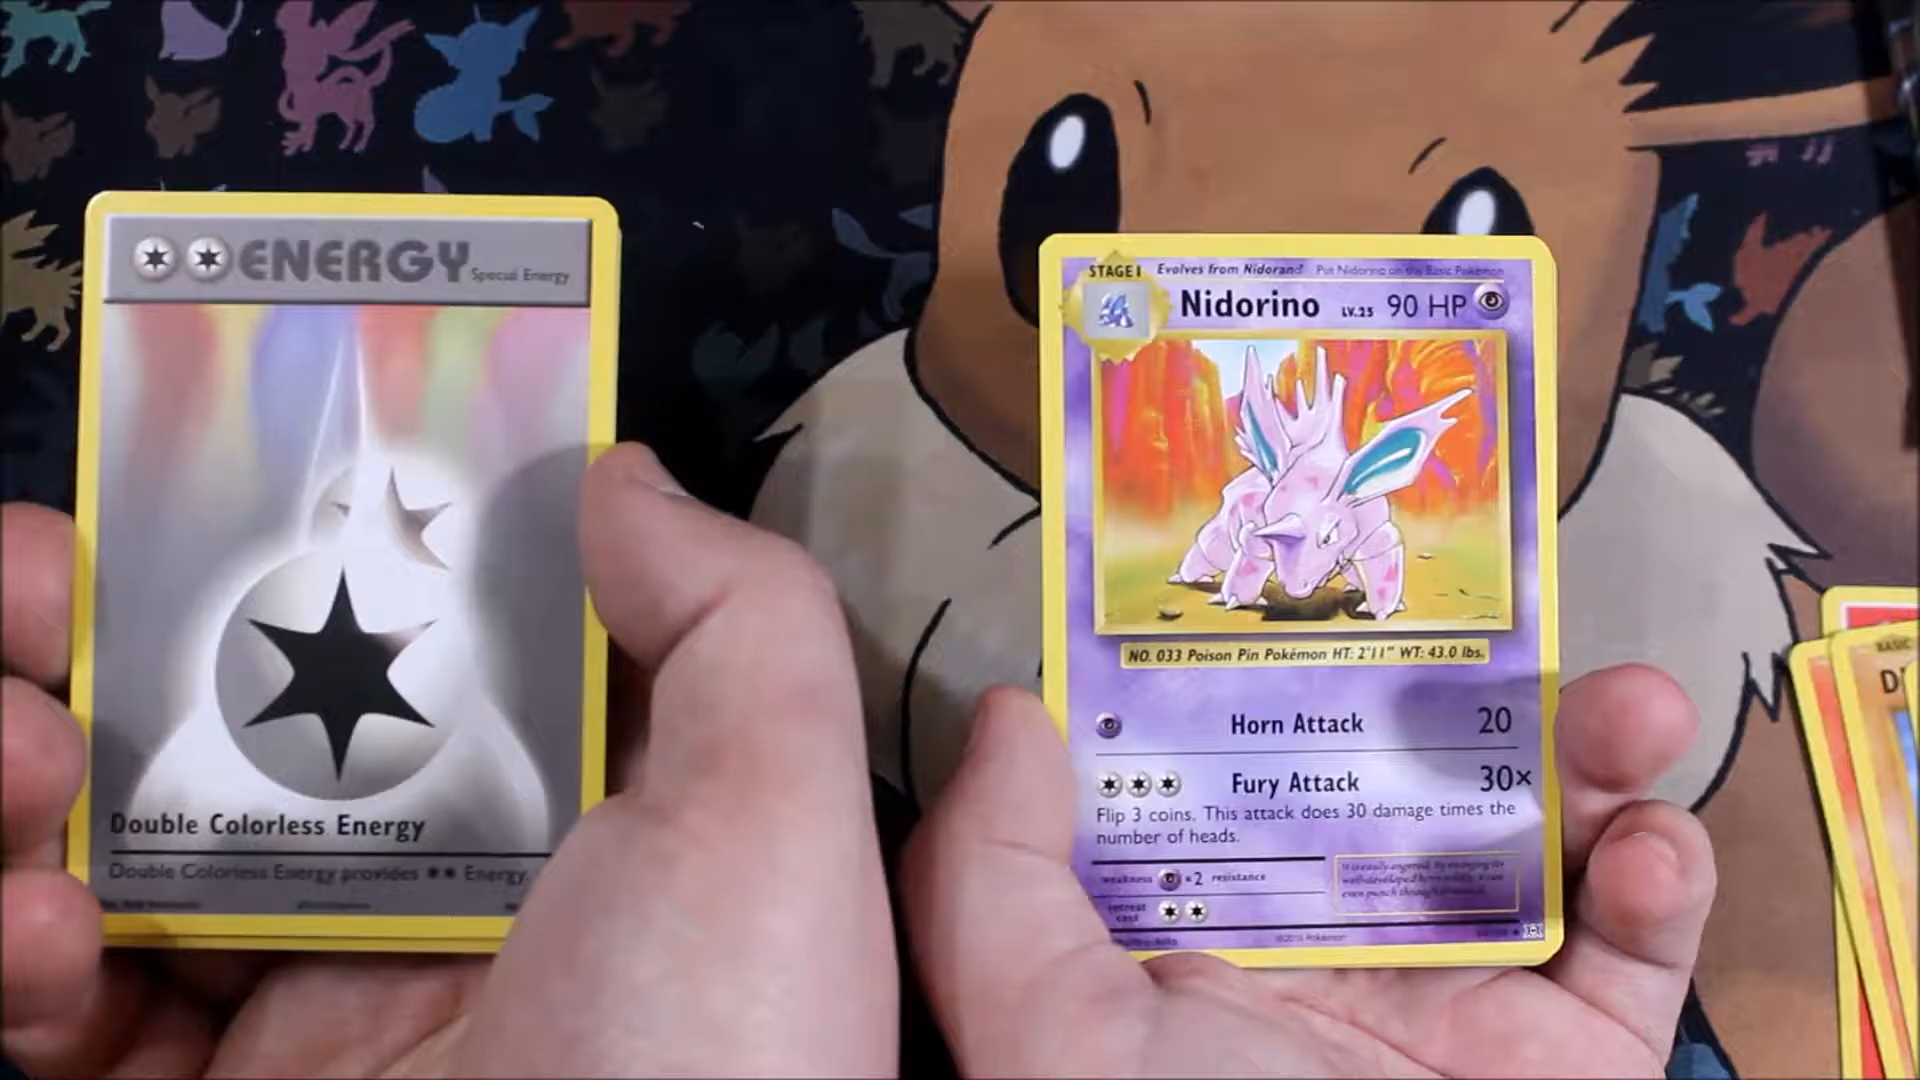 ENERGY Special Energy
Double Colorless Energy
Double Colorless Energy provides ** Energy.
STAGE 1 Evolves from Nidoran♂ Put Nidorino on the Basic Pokémon
Nidorino LV.25 90 HP
NO. 033 Poison Pin Pokémon HT: 2'11" WT: 43.0 lbs.
Horn Attack 20
Fury Attack 30×
Flip 3 coins. This attack does 30 damage times the
number of heads.
weakness ×2 resistance
retreat
cost
©2016 Pokémon
BASIC